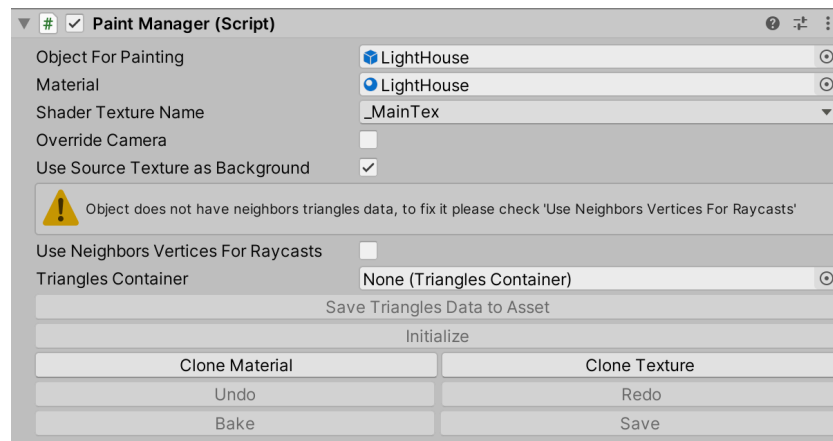 Paint Manager (Script)
Object For Painting LightHouse
Material LightHouse
Shader Texture Name _MainTex
Override Camera
Use Source Texture as Background
Object does not have neighbors triangles data, to fix it please check 'Use Neighbors Vertices For Raycasts'
Use Neighbors Vertices For Raycasts
Triangles Container None (Triangles Container)
Save Triangles Data to Asset
Initialize
Clone Material Clone Texture
Undo Redo
Bake Save